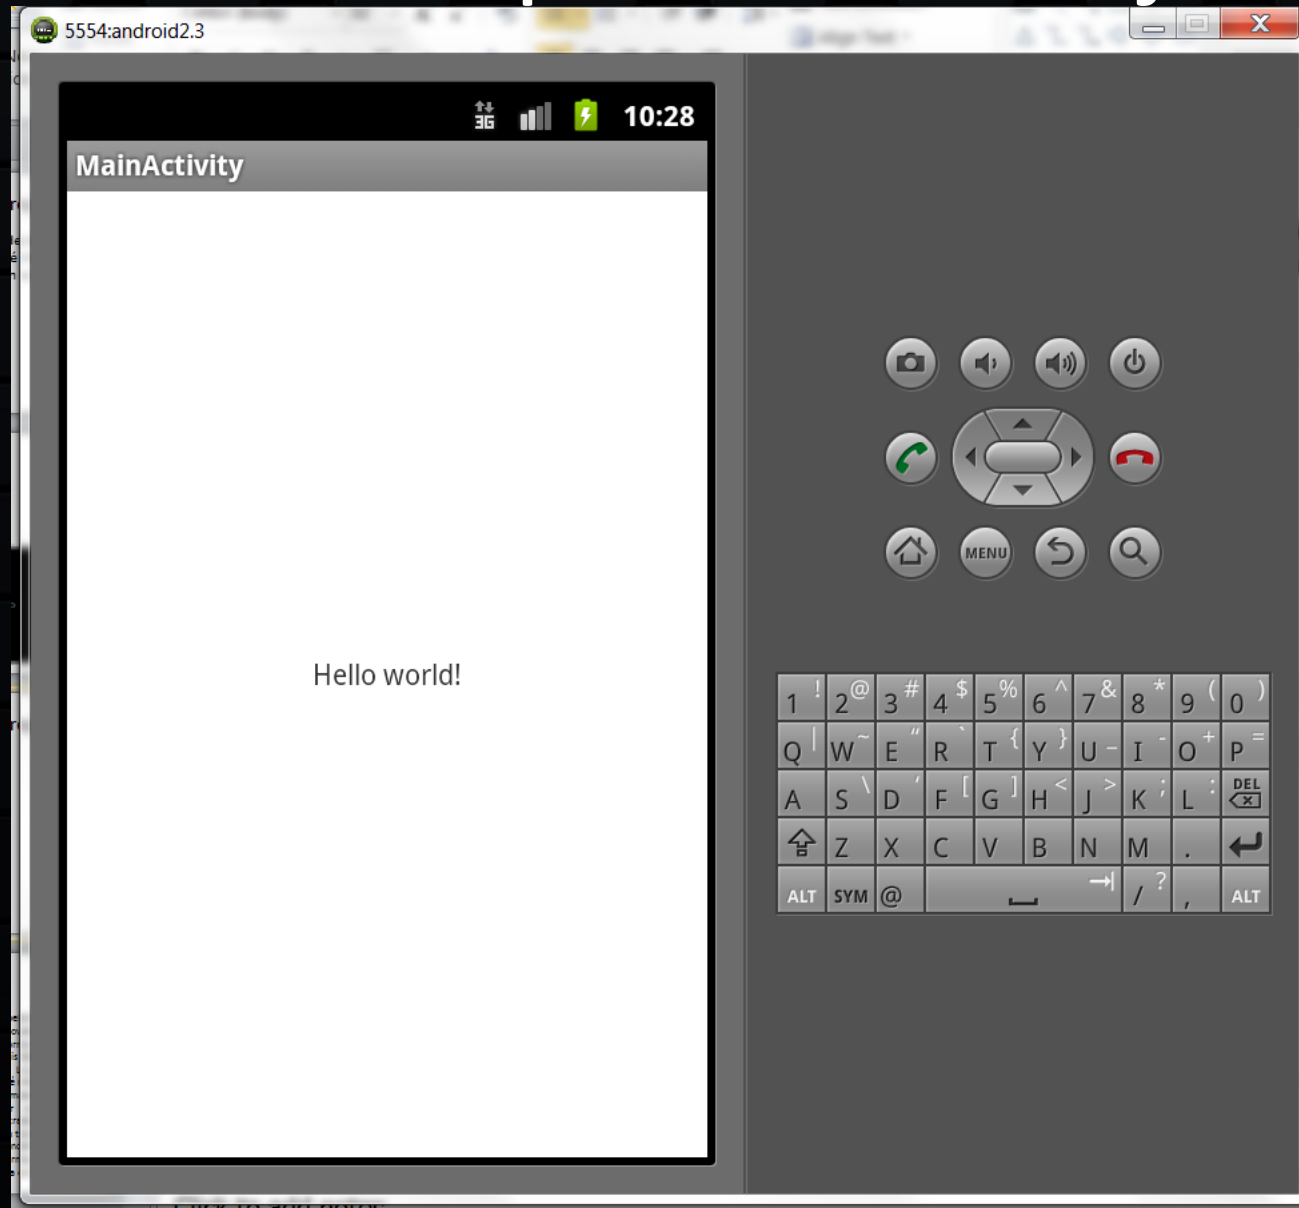 5554:android2.3
3G 10:28
MainActivity
Hello world!
MENU
1 ! 2 @ 3 # 4 $ 5 % 6 ^ 7 & 8 * 9 ( 0 )
Q | W ~ E “ R ` T { Y } U _ I - O + P =
A S \ D ‘ F [ G ] H < J > K ; L : DEL
Z X C V B N M .
ALT SYM @ / ? , ALT